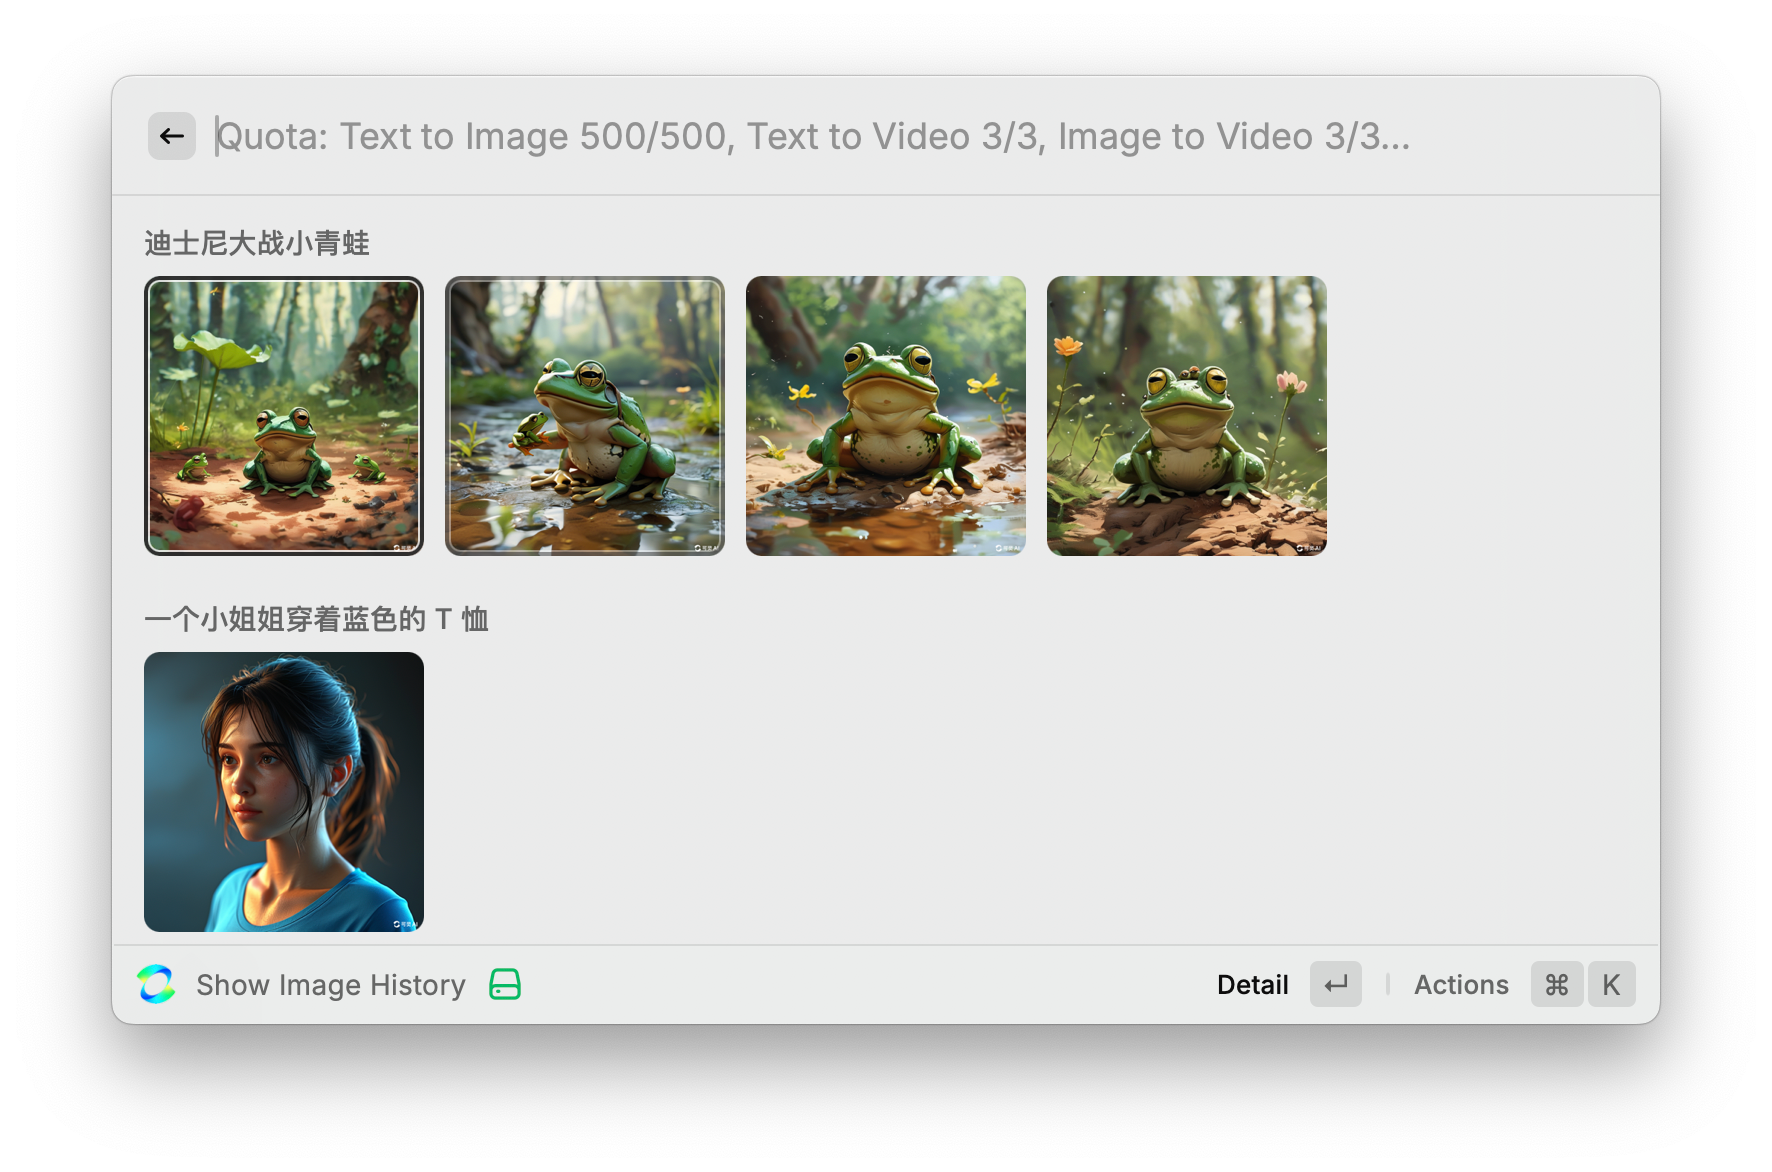 Quota: Text to Image 500/500, Text to Video 3/3, Image to Video 3/3...
迪士尼大战小青蛙
一个小姐姐穿着蓝色的 T 恤
Show Image History
Detail
Actions
⌘ K